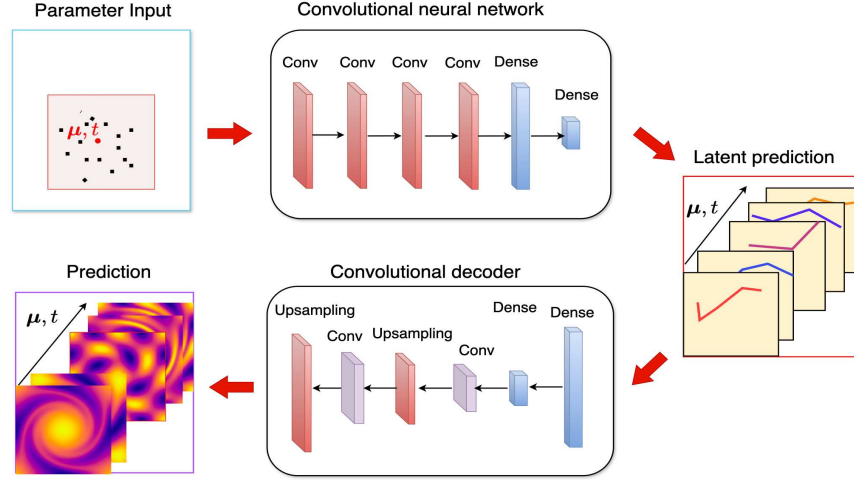 Parameter Input
Convolutional neural network
Conv Conv Conv Conv Dense
Dense
μ, t
Latent prediction
μ, t
Prediction
Convolutional decoder
μ, t
Upsampling
Conv
Upsampling
Conv
Dense
Dense